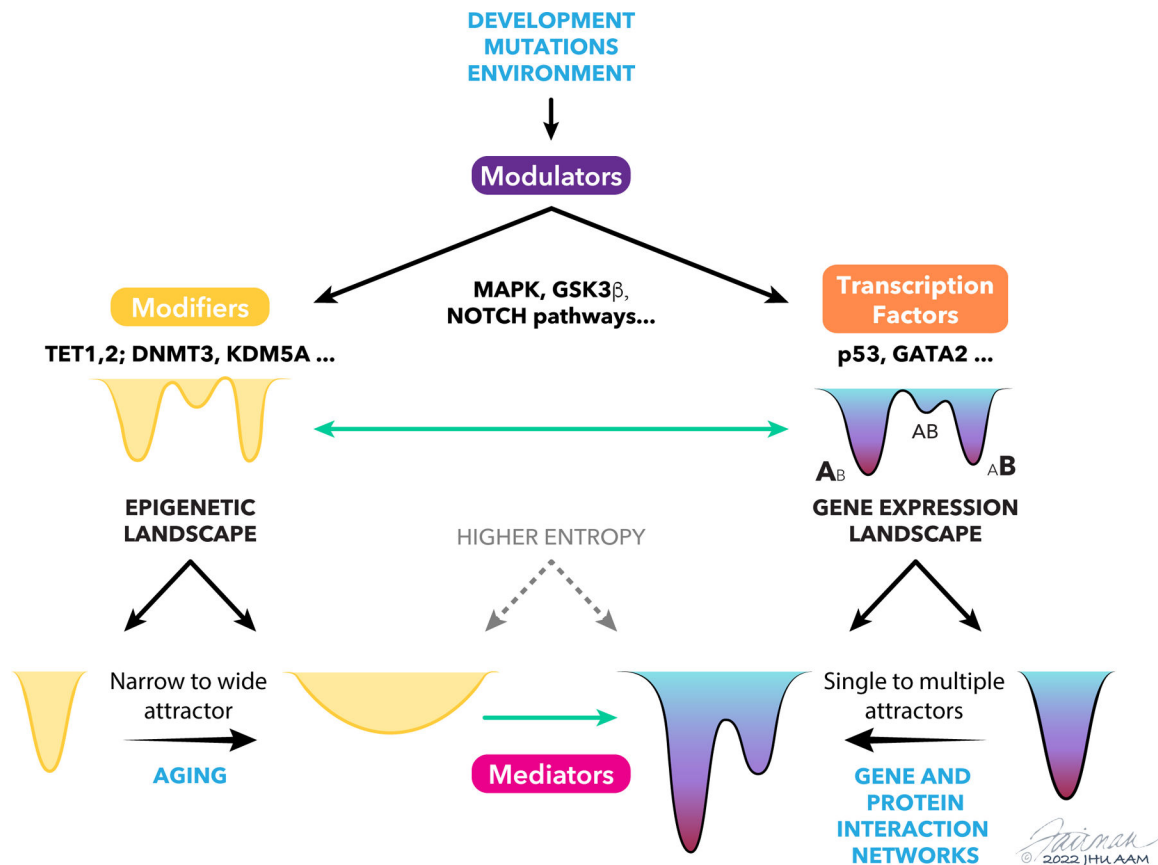 DEVELOPMENT
MUTATIONS
ENVIRONMENT
Modulators
MAPK, GSK3β,
NOTCH pathways...
Modifiers
TET1,2; DNMT3, KDM5A ...
Transcription
Factors
p53, GATA2 ...
AB
AB
AB
EPIGENETIC
LANDSCAPE
HIGHER ENTROPY
GENE EXPRESSION
LANDSCAPE
Narrow to wide
attractor
AGING
Mediators
Single to multiple
attractors
GENE AND
PROTEIN
INTERACTION
NETWORKS
Fairman
© 2022 JHU AAM